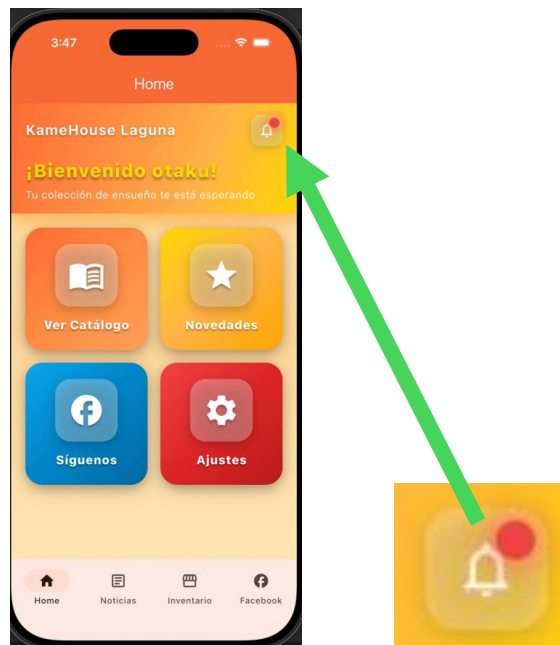 3:47
Home
KameHouse Laguna
¡Bienvenido otaku!
Tu colección de ensueño te está esperando
Ver Catálogo
Novedades
Síguenos
Ajustes
Home
Noticias
Inventario
Facebook